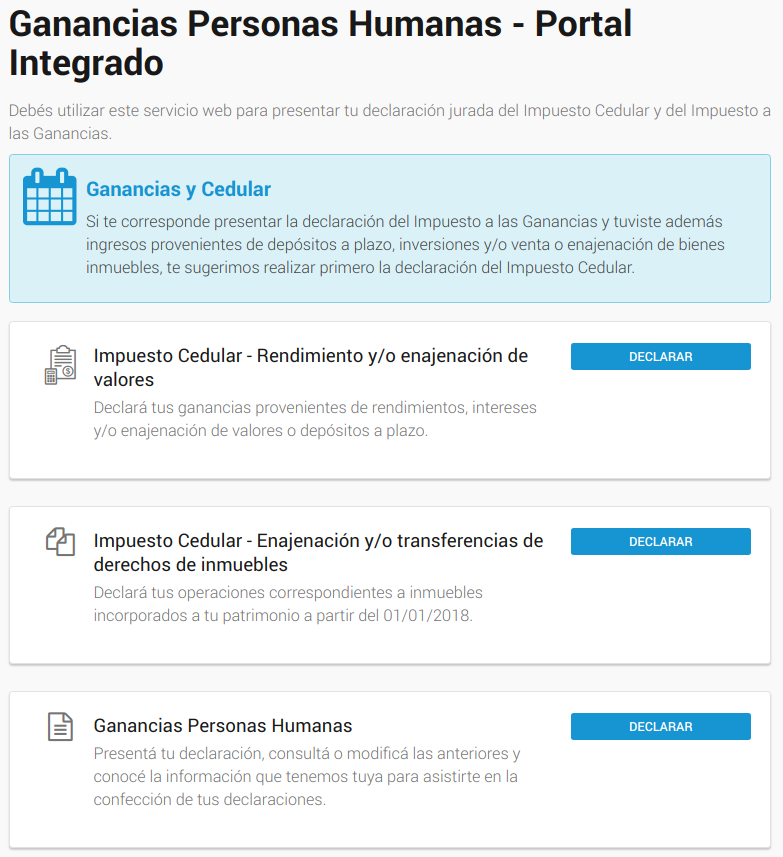 Ganancias Personas Humanas - Portal
Integrado
Debés utilizar este servicio web para presentar tu declaración jurada del Impuesto Cedular y del Impuesto a
las Ganancias.
Ganancias y Cedular
Si te corresponde presentar la declaración del Impuesto a las Ganancias y tuviste además
ingresos provenientes de depósitos a plazo, inversiones y/o venta o enajenación de bienes
inmuebles, te sugerimos realizar primero la declaración del Impuesto Cedular.
Impuesto Cedular - Rendimiento y/o enajenación de
valores
DECLARAR
Declará tus ganancias provenientes de rendimientos, intereses
y/o enajenación de valores o depósitos a plazo.
Impuesto Cedular - Enajenación y/o transferencias de
derechos de inmuebles
DECLARAR
Declará tus operaciones correspondientes a inmuebles
incorporados a tu patrimonio a partir del 01/01/2018.
Ganancias Personas Humanas
DECLARAR
Presentá tu declaración, consultá o modificá las anteriores y
conocé la información que tenemos tuya para asistirte en la
confección de tus declaraciones.